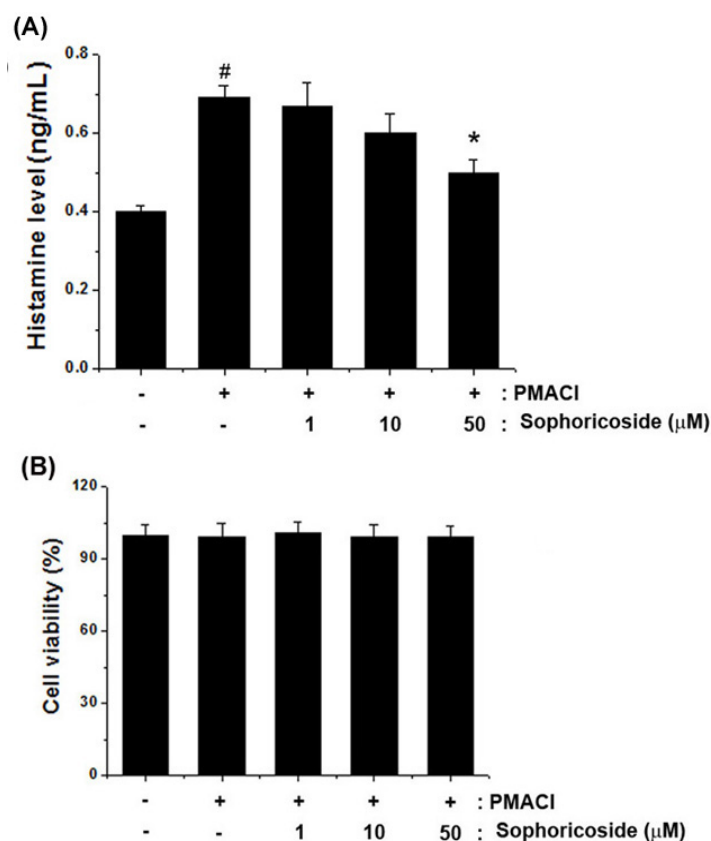 (A)
Histamine level (ng/mL)
0.8
0.6
0.4
0.2
0.0
#
*
- + + + + : PMACI
- - 1 10 50 : Sophoricoside (μM)
(B)
Cell viability (%)
120
90
60
30
0
- + + + + : PMACI
- - 1 10 50 : Sophoricoside (μM)